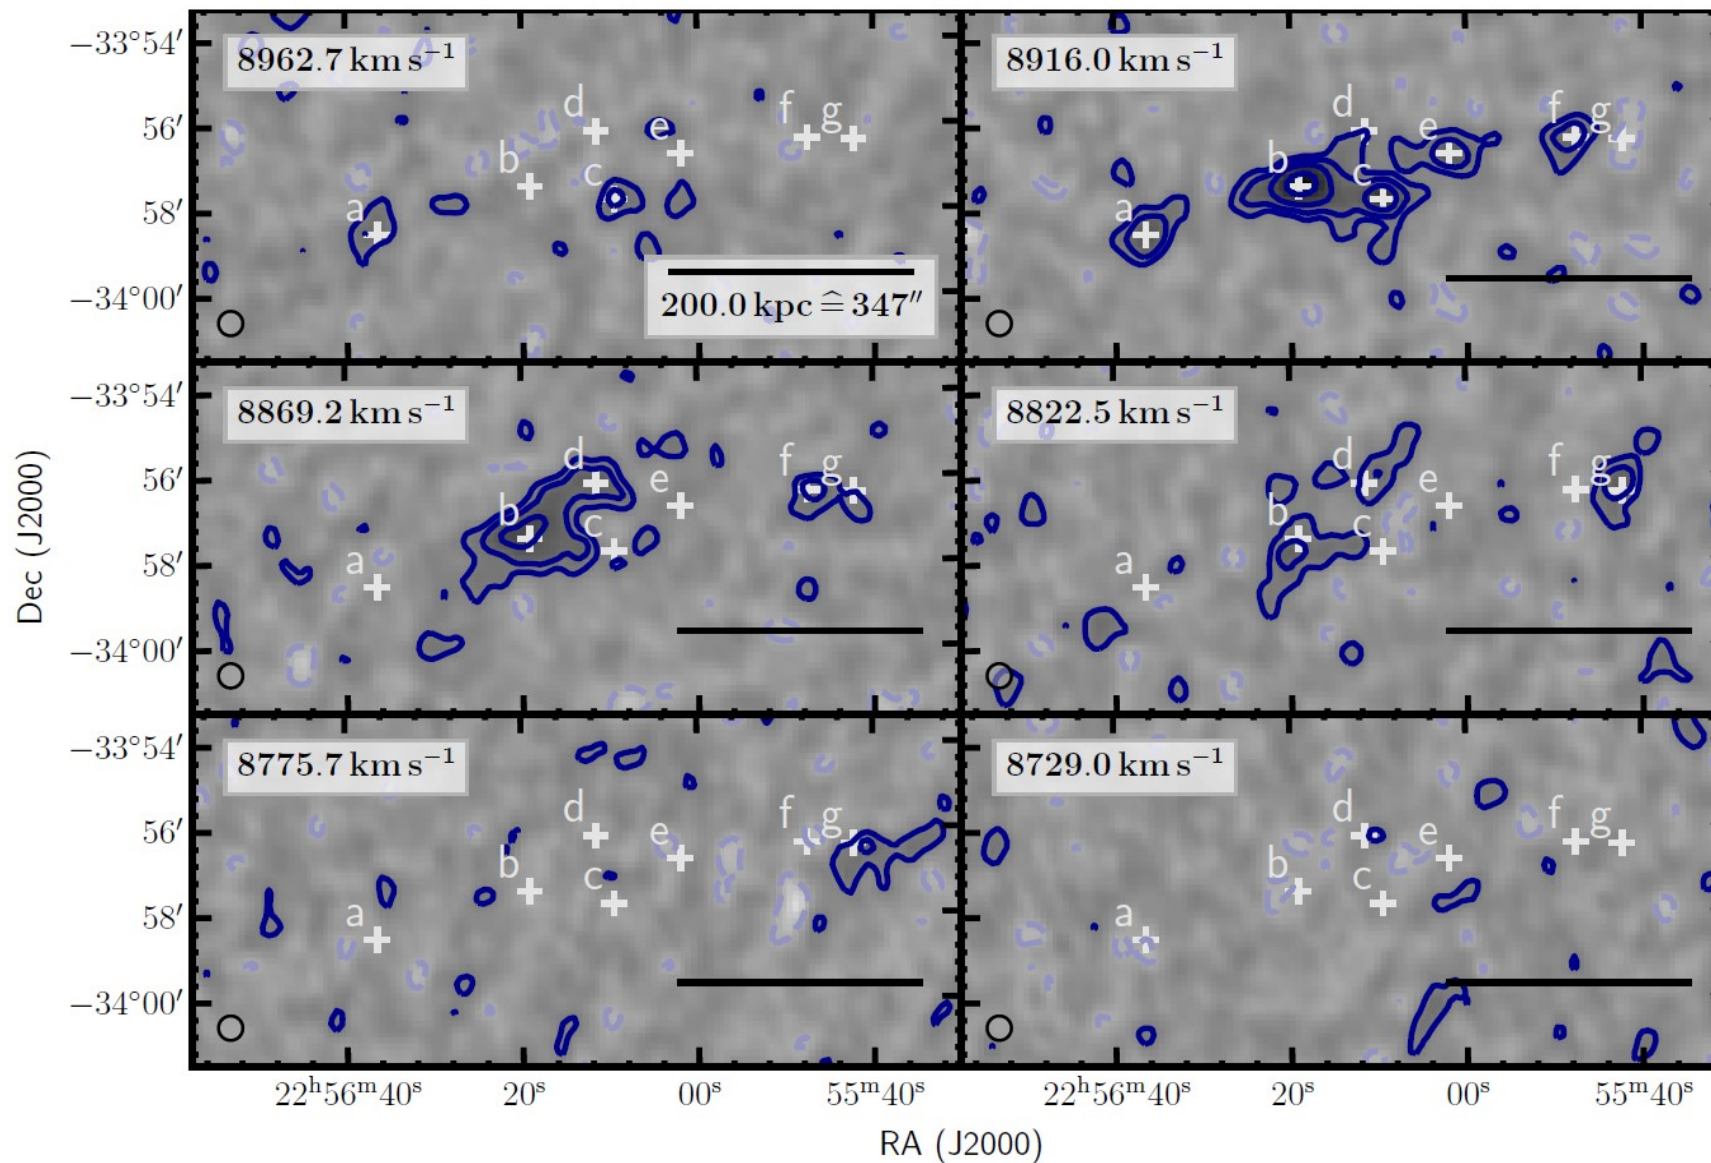 −33°54′
56′
58′
−34°00′
8962.7 km s⁻¹
a
b
c
d
e
f
g
200.0 kpc ≙ 347″
8916.0 km s⁻¹
a
b
c
d
e
f
g
−33°54′
56′
58′
−34°00′
8869.2 km s⁻¹
a
b
c
d
e
f
g
8822.5 km s⁻¹
a
b
c
d
e
f
g
Dec (J2000)
−33°54′
56′
58′
−34°00′
8775.7 km s⁻¹
a
b
c
d
e
f
g
8729.0 km s⁻¹
a
b
c
d
e
f
g
22ʰ56ᵐ40ˢ 20ˢ 00ˢ 55ᵐ40ˢ 22ʰ56ᵐ40ˢ 20ˢ 00ˢ 55ᵐ40ˢ
RA (J2000)